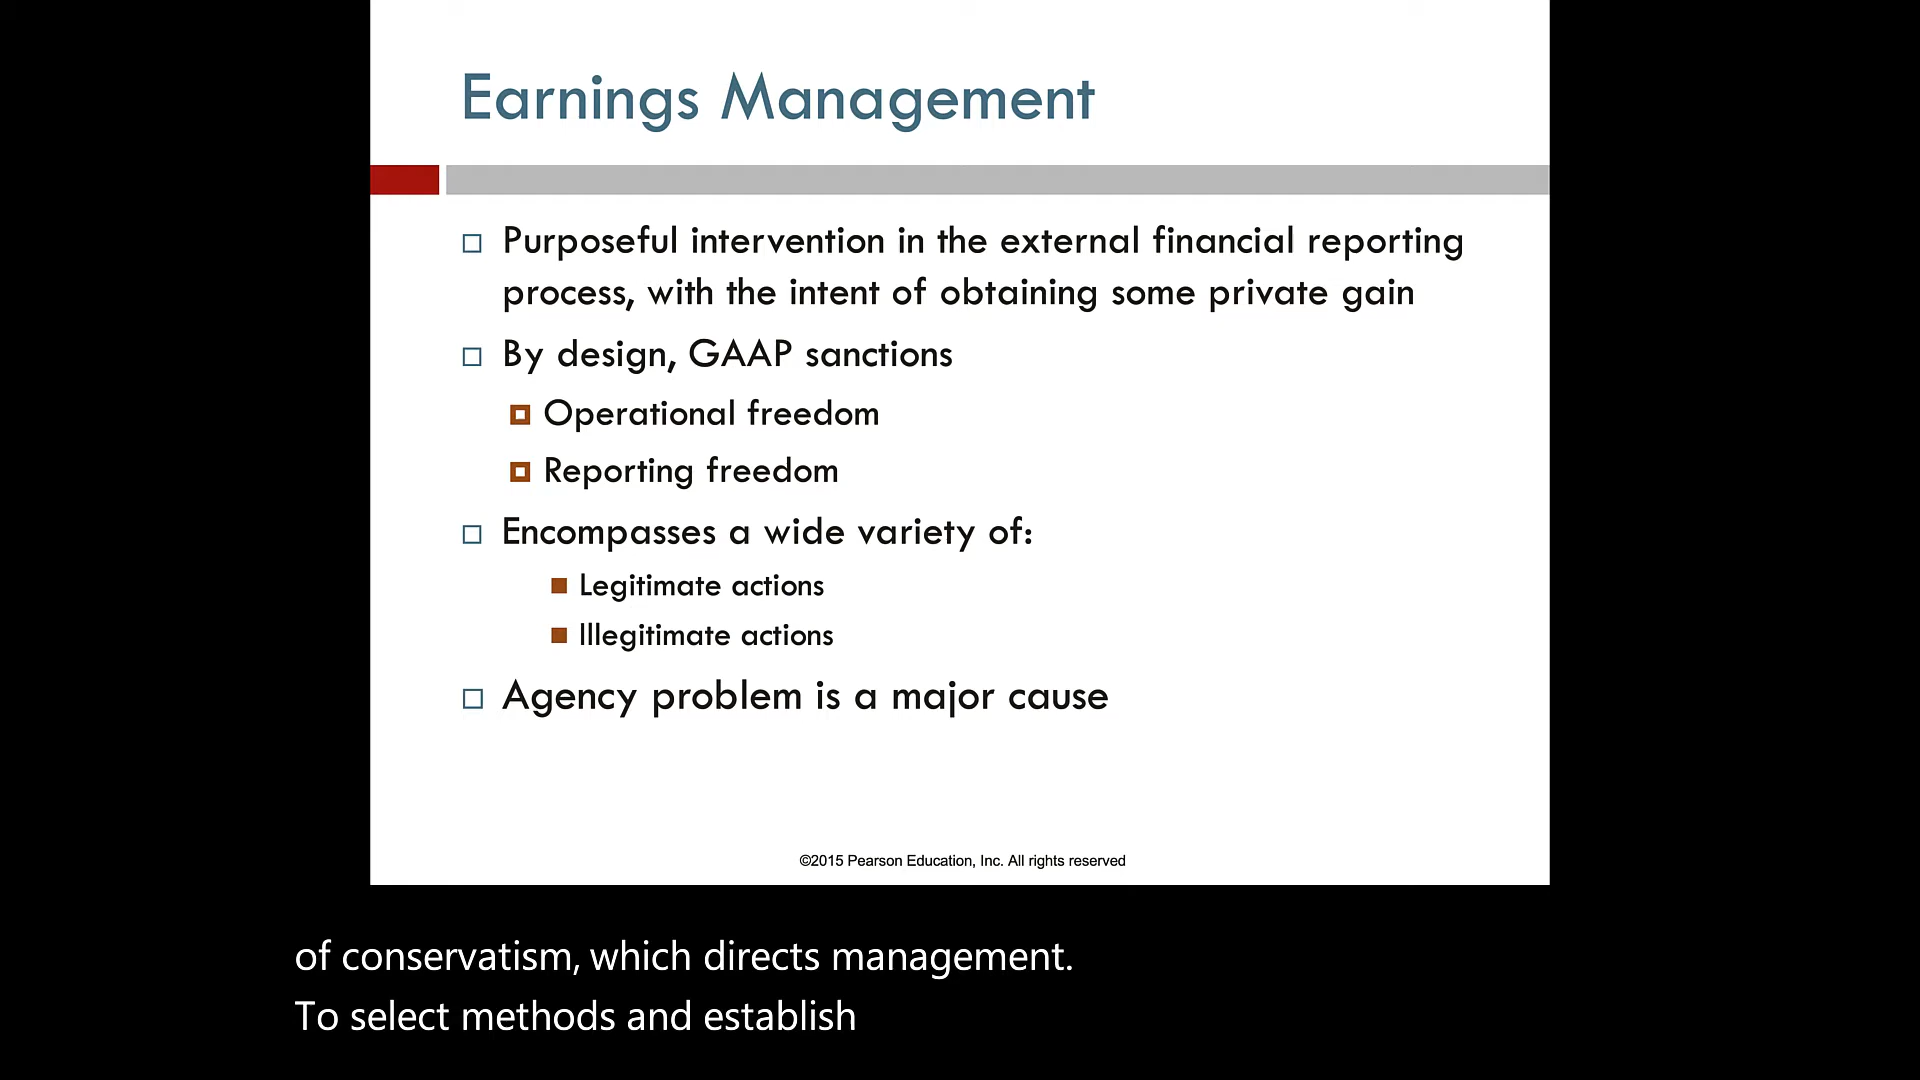 Earnings Management
Purposeful intervention in the external financial reporting
process, with the intent of obtaining some private gain
By design, GAAP sanctions
Operational freedom
Reporting freedom
Encompasses a wide variety of:
Legitimate actions
Illegitimate actions
Agency problem is a major cause
©2015 Pearson Education, Inc. All rights reserved
of conservatism, which directs management.
To select methods and establish